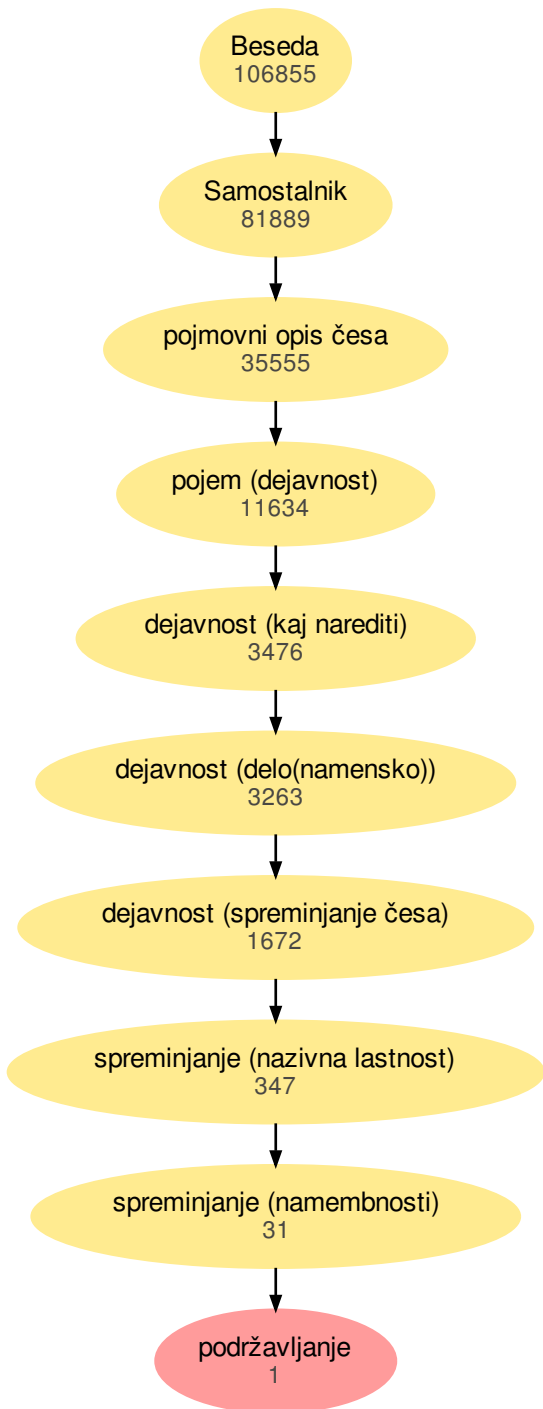 Beseda
106855
Samostalnik
81889
pojmovni opis česa
35555
pojem (dejavnost)
11634
dejavnost (kaj narediti)
3476
dejavnost (delo(namensko))
3263
dejavnost (spreminjanje česa)
1672
spreminjanje (nazivna lastnost)
347
spreminjanje (namembnosti)
31
podržavljanje
1